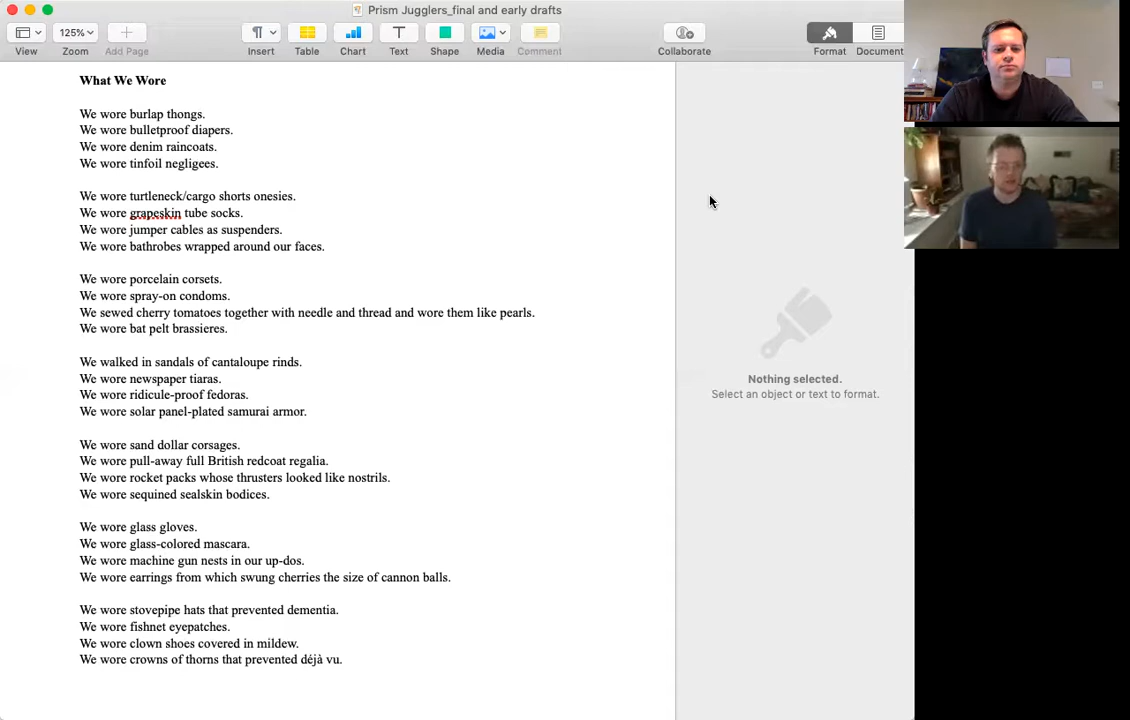 Prism Jugglers_final and early drafts
125%
View
Zoom
Add Page
Insert
Table
Chart
Text
Shape
Media
Comment
Collaborate
Format
Document
What We Wore
We wore burlap thongs.
We wore bulletproof diapers.
We wore denim raincoats.
We wore tinfoil negligees.
We wore turtleneck/cargo shorts onesies.
We wore grapeskin tube socks.
We wore jumper cables as suspenders.
We wore bathrobes wrapped around our faces.
We wore porcelain corsets.
We wore spray-on condoms.
We sewed cherry tomatoes together with needle and thread and wore them like pearls.
We wore bat pelt brassieres.
We walked in sandals of cantaloupe rinds.
We wore newspaper tiaras.
We wore ridicule-proof fedoras.
We wore solar panel-plated samurai armor.
We wore sand dollar corsages.
We wore pull-away full British redcoat regalia.
We wore rocket packs whose thrusters looked like nostrils.
We wore sequined sealskin bodices.
We wore glass gloves.
We wore glass-colored mascara.
We wore machine gun nests in our up-dos.
We wore earrings from which swung cherries the size of cannon balls.
We wore stovepipe hats that prevented dementia.
We wore fishnet eyepatches.
We wore clown shoes covered in mildew.
We wore crowns of thorns that prevented déjà vu.
Nothing selected.
Select an object or text to format.